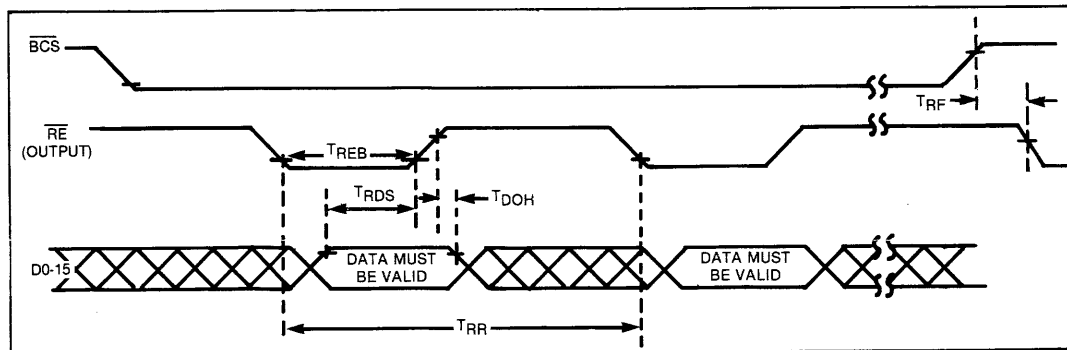 BCS
TRF
RE
(OUTPUT)
TREB
TRDS
TDOH
D0-15
DATA MUST
BE VALID
DATA MUST
BE VALID
TRR